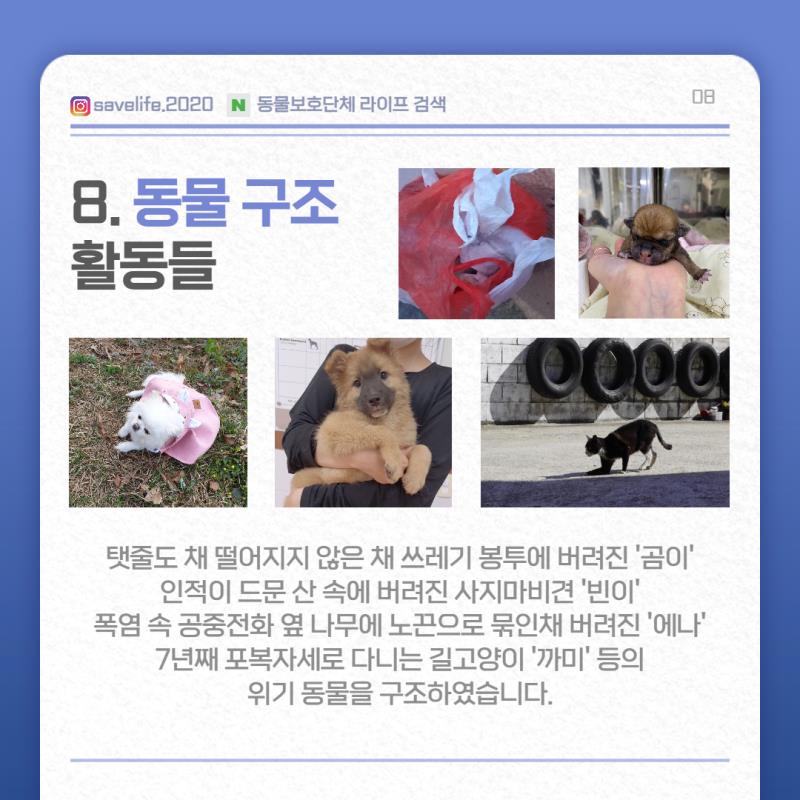 savelife_2020 N 동물보호단체 라이프 검색
08
8. 동물 구조
활동들
탯줄도 채 떨어지지 않은 채 쓰레기 봉투에 버려진 '곰이'
인적이 드문 산 속에 버려진 사지마비견 '빈이'
폭염 속 공중전화 옆 나무에 노끈으로 묶인채 버려진 '에나'
7년째 포복자세로 다니는 길고양이 '까미' 등의
위기 동물을 구조하였습니다.